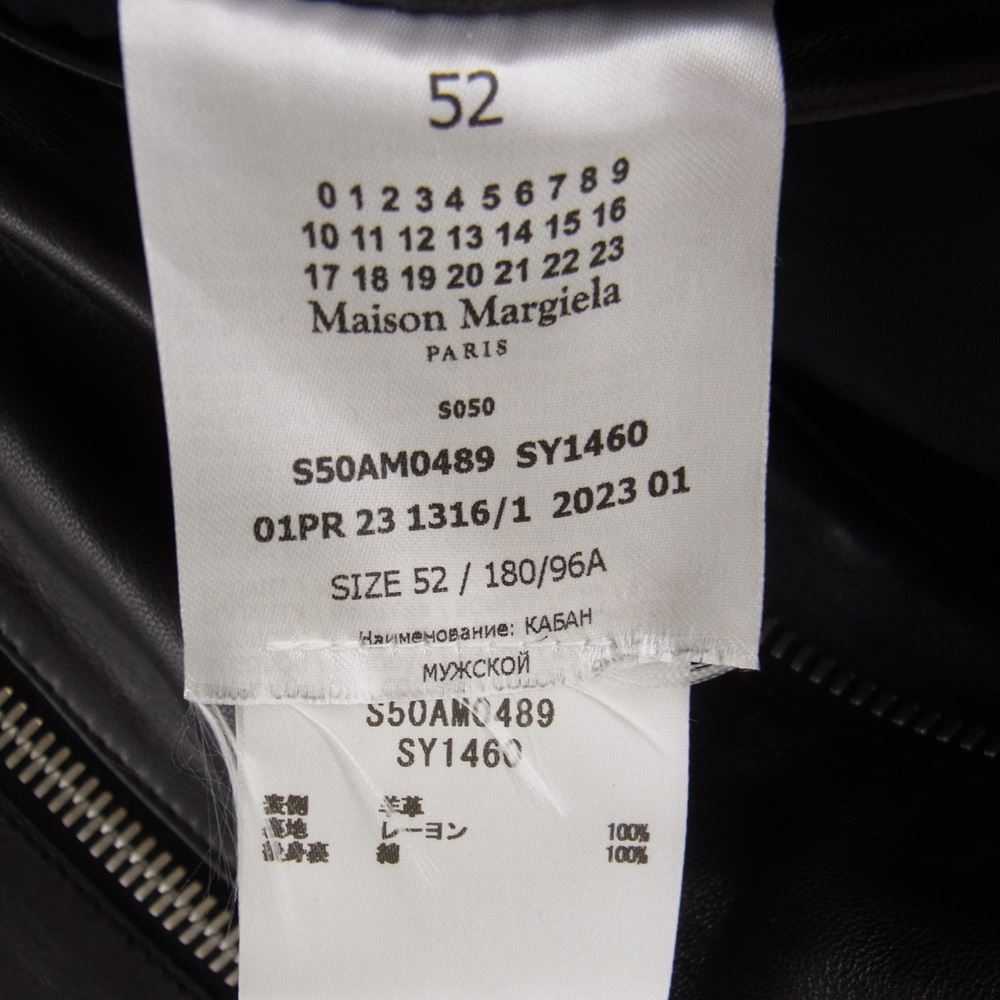 52
0 1 2 3 4 5 6 7 8 9
10 11 12 13 14 15 16
17 18 19 20 21 22 23
Maison Margiela
PARIS
S050
S50AM0489 SY1460
01PR 23 1316/1 2023 01
SIZE 52 / 180/96A
Наименование: КАБАН
МУЖСКОЙ
S50AM0489
SY1460
表側 羊革
裏地 レーヨン 100%
綿 100%